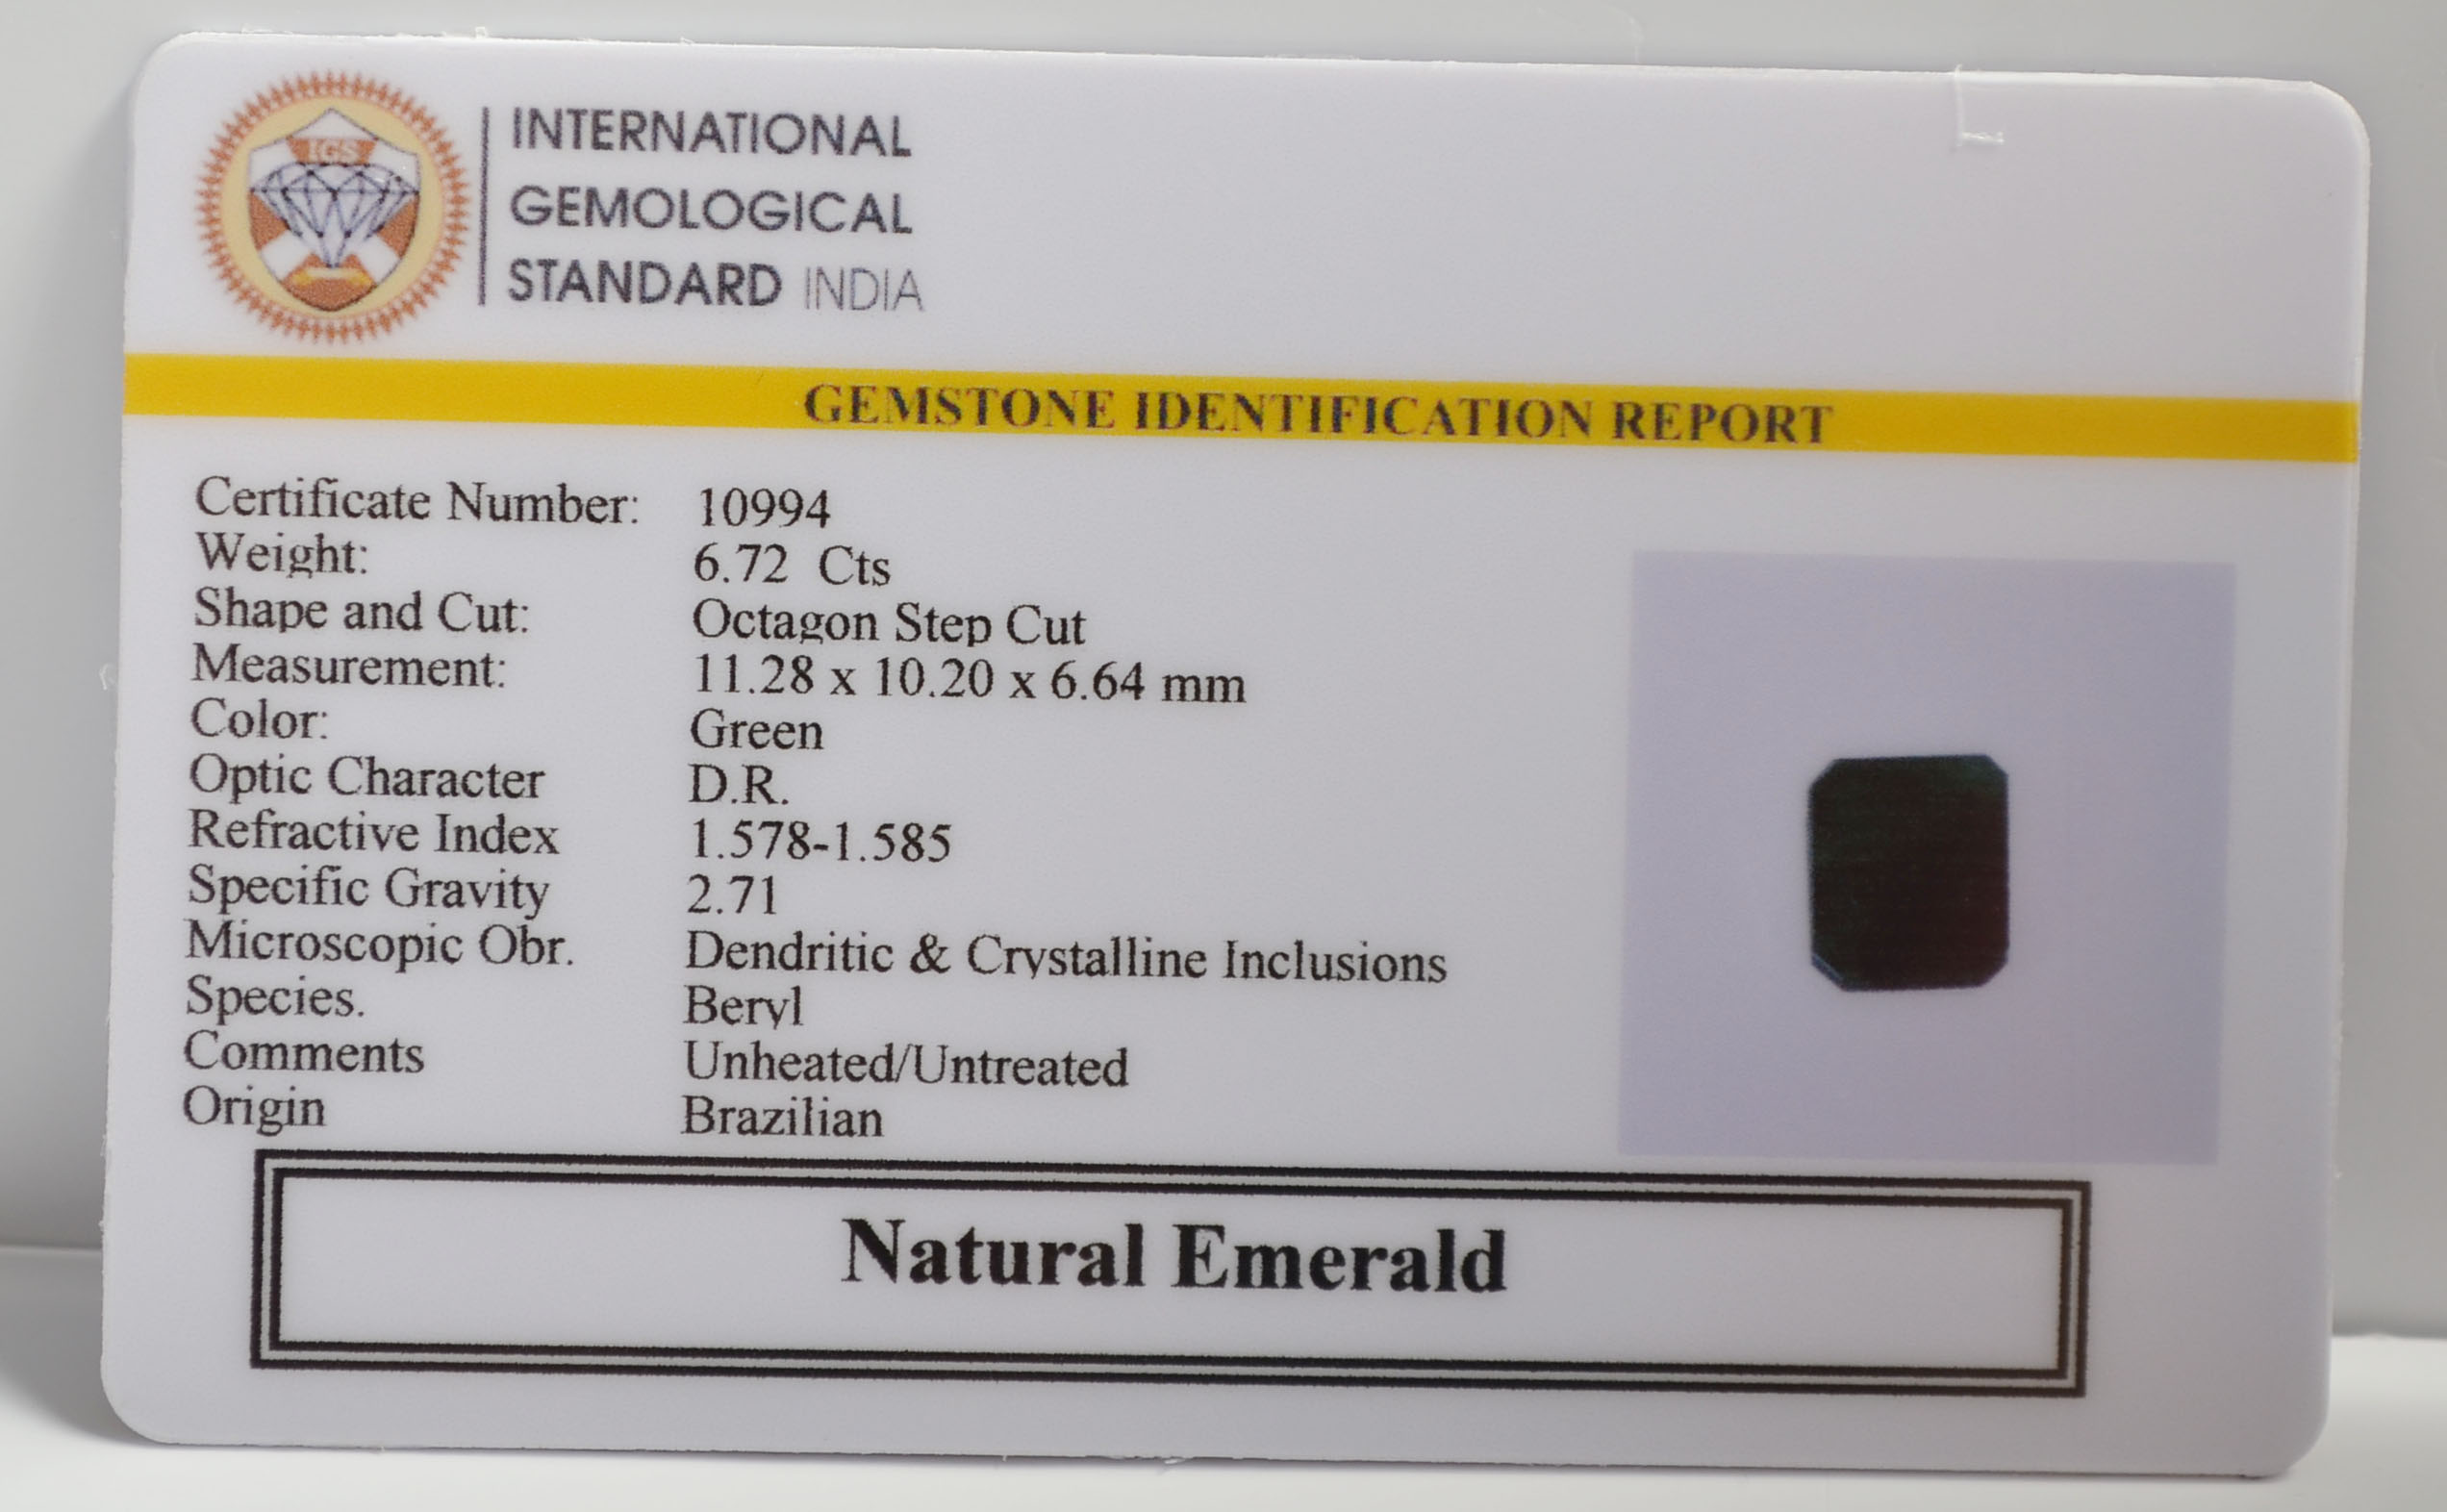 IGS
INTERNATIONAL
GEMOLOGICAL
STANDARD INDIA
GEMSTONE IDENTIFICATION REPORT
Certificate Number: 10994
Weight: 6.72 Cts
Shape and Cut: Octagon Step Cut
Measurement: 11.28 x 10.20 x 6.64 mm
Color: Green
Optic Character D.R.
Refractive Index 1.578-1.585
Specific Gravity 2.71
Microscopic Obr. Dendritic & Crystalline Inclusions
Species. Beryl
Comments Unheated/Untreated
Origin Brazilian
Natural Emerald